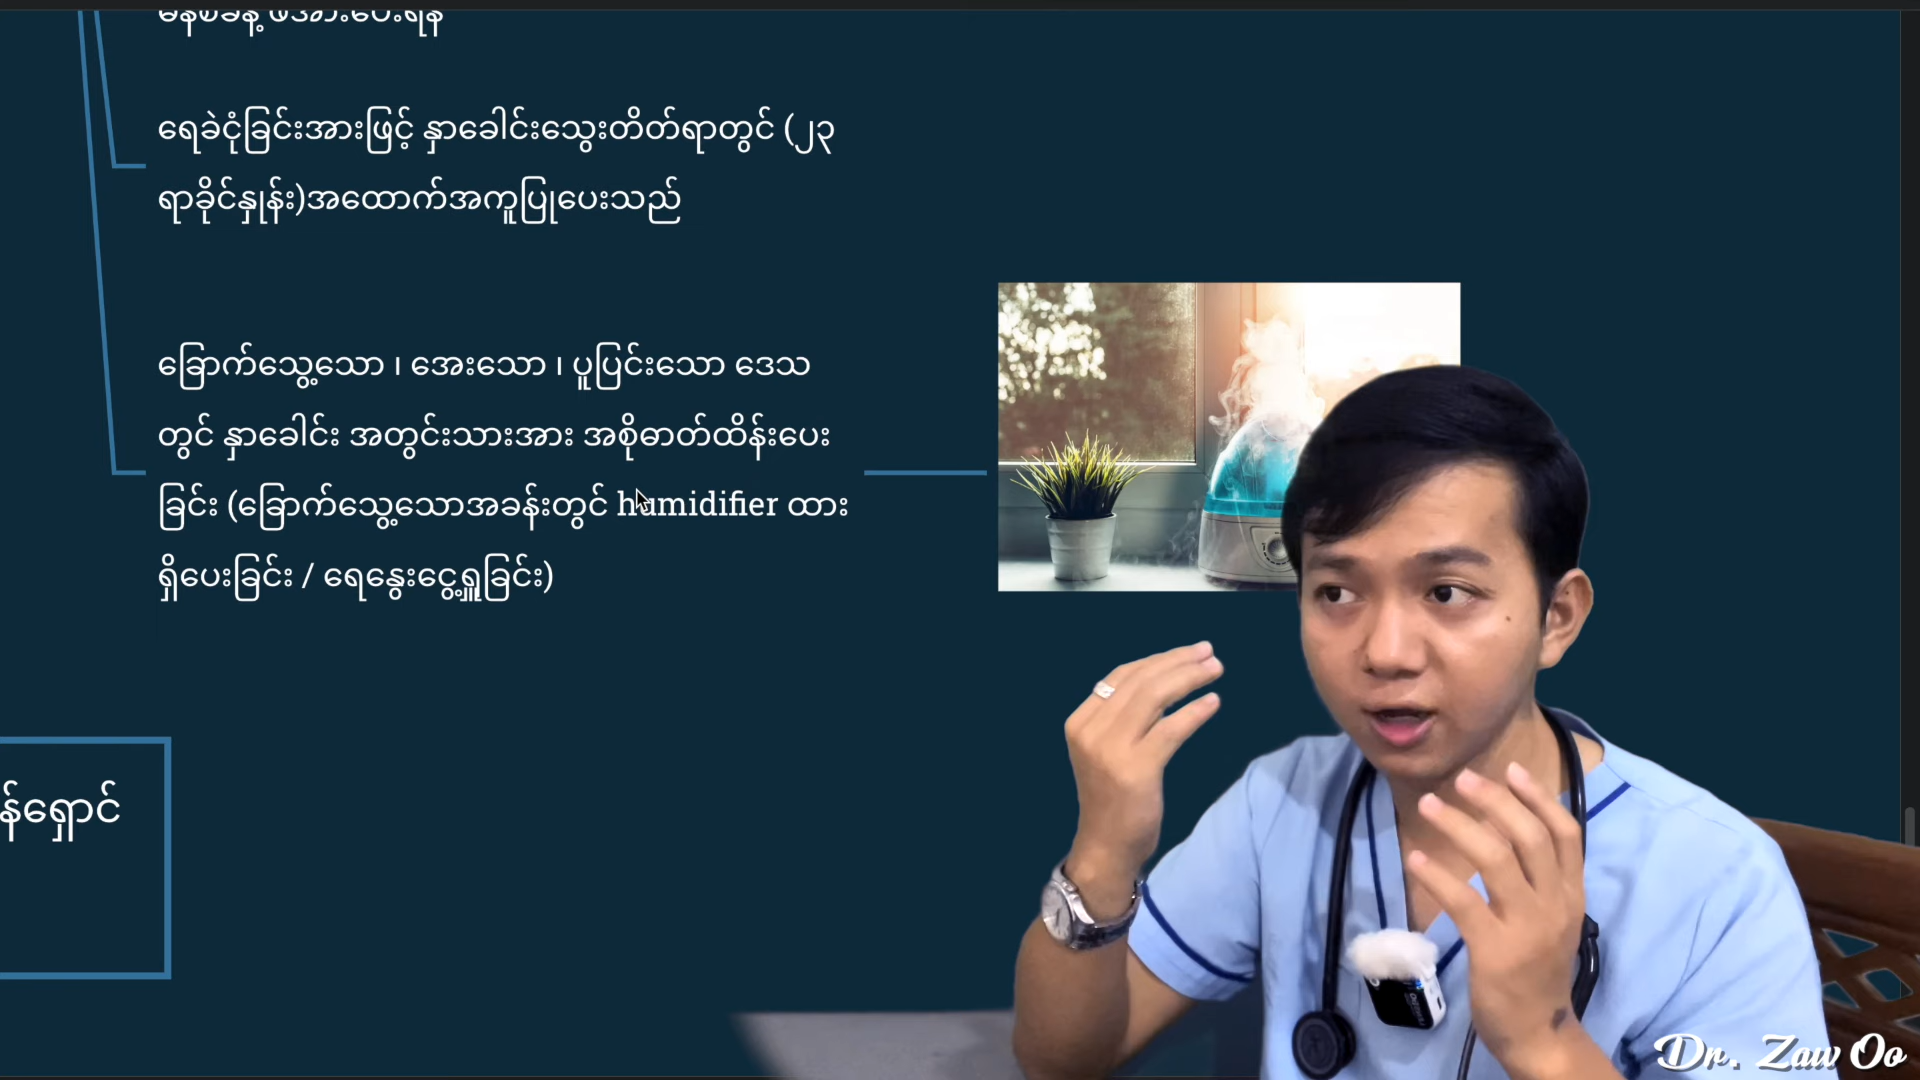 ရေခဲငုံခြင်းအားဖြင့် နှာခေါင်းသွေးတိတ်ရာတွင် (၂၃
ရာခိုင်နှုန်း)အထောက်အကူပြုပေးသည်
ခြောက်သွေ့သော ၊ အေးသော ၊ ပူပြင်းသော ဒေသ
တွင် နှာခေါင်း အတွင်းသားအား အစိုဓာတ်ထိန်းပေး
ခြင်း (ခြောက်သွေ့သောအခန်းတွင် humidifier ထား
ရှိပေးခြင်း / ရေနွေးငွေ့ရှူခြင်း)
န်ရှောင်
Dr. Zaw Oo